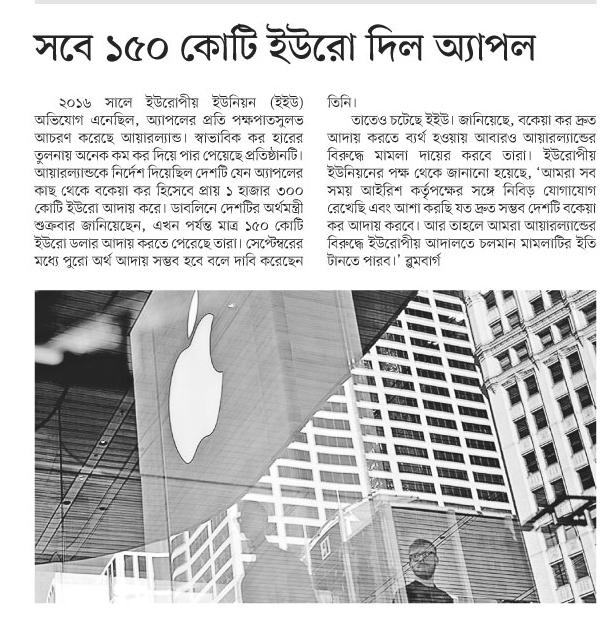 সবে ১৫০ কোটি ইউরো দিল অ্যাপল
২০১৬ সালে ইউরোপীয় ইউনিয়ন (ইইউ)
অভিযোগ এনেছিল, অ্যাপলের প্রতি পক্ষপাতসুলভ
আচরণ করেছে আয়ারল্যান্ড। স্বাভাবিক কর হারের
তুলনায় অনেক কম কর দিয়ে পার পেয়েছে প্রতিষ্ঠানটি।
আয়ারল্যান্ডকে নির্দেশ দিয়েছিল দেশটি যেন অ্যাপলের
কাছ থেকে বকেয়া কর হিসেবে প্রায় ১ হাজার ৩০০
কোটি ইউরো আদায় করে। ডাবলিনে দেশটির অর্থমন্ত্রী
শুক্রবার জানিয়েছেন, এখন পর্যন্ত মাত্র ১৫০ কোটি
ইউরো ডলার আদায় করতে পেরেছে তারা। সেপ্টেম্বরের
মধ্যে পুরো অর্থ আদায় সম্ভব হবে বলে দাবি করেছেন
তিনি।
তাতেও চটেছে ইইউ। জানিয়েছে, বকেয়া কর দ্রুত
আদায় করতে ব্যর্থ হওয়ায় আবারও আয়ারল্যান্ডের
বিরুদ্ধে মামলা দায়ের করবে তারা। ইউরোপীয়
ইউনিয়নের পক্ষ থেকে জানানো হয়েছে, ‘আমরা সব
সময় আইরিশ কর্তৃপক্ষের সঙ্গে নিবিড় যোগাযোগ
রেখেছি এবং আশা করছি যত দ্রুত সম্ভব দেশটি বকেয়া
কর আদায় করবে। আর তাহলে আমরা আয়ারল্যান্ডের
বিরুদ্ধে ইউরোপীয় আদালতে চলমান মামলাটির ইতি
টানতে পারব।’ ব্লুমবার্গ